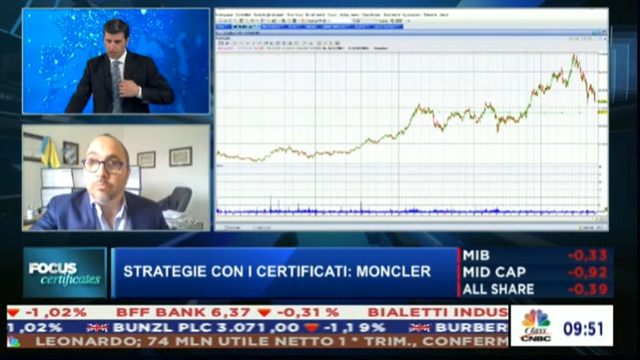 FOCUS
certificates
STRATEGIE CON I CERTIFICATI: MONCLER
MIB -0,33
MID CAP -0,92
ALL SHARE -0,39
-1,02% BFF BANK 6,37 -0,31% BIALETTI INDUS
1,02% BUNZL PLC 3.071,00 -1,19% BURBER
LEONARDO; 74 MLN UTILE NETTO 1° TRIM., CONFERM
Class
CNBC
09:51